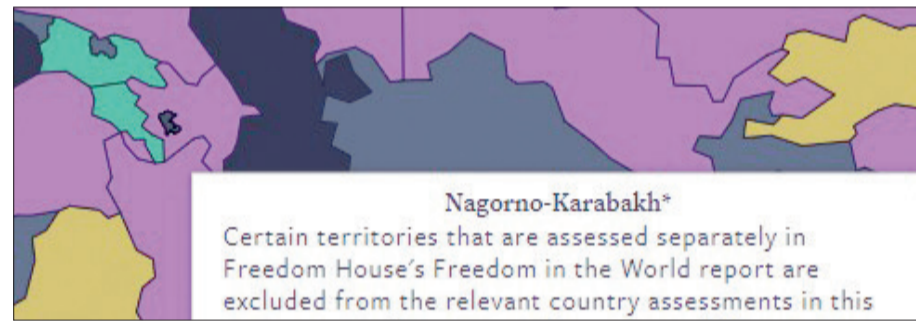 Nagorno-Karabakh*
Certain territories that are assessed separately in
Freedom House's Freedom in the World report are
excluded from the relevant country assessments in this